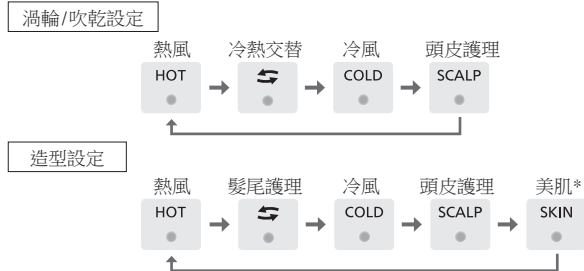 渦輪/吹乾設定
熱風 冷熱交替 冷風 頭皮護理
HOT COLD SCALP
造型設定
熱風 髮尾護理 冷風 頭皮護理 美肌*
HOT COLD SCALP SKIN